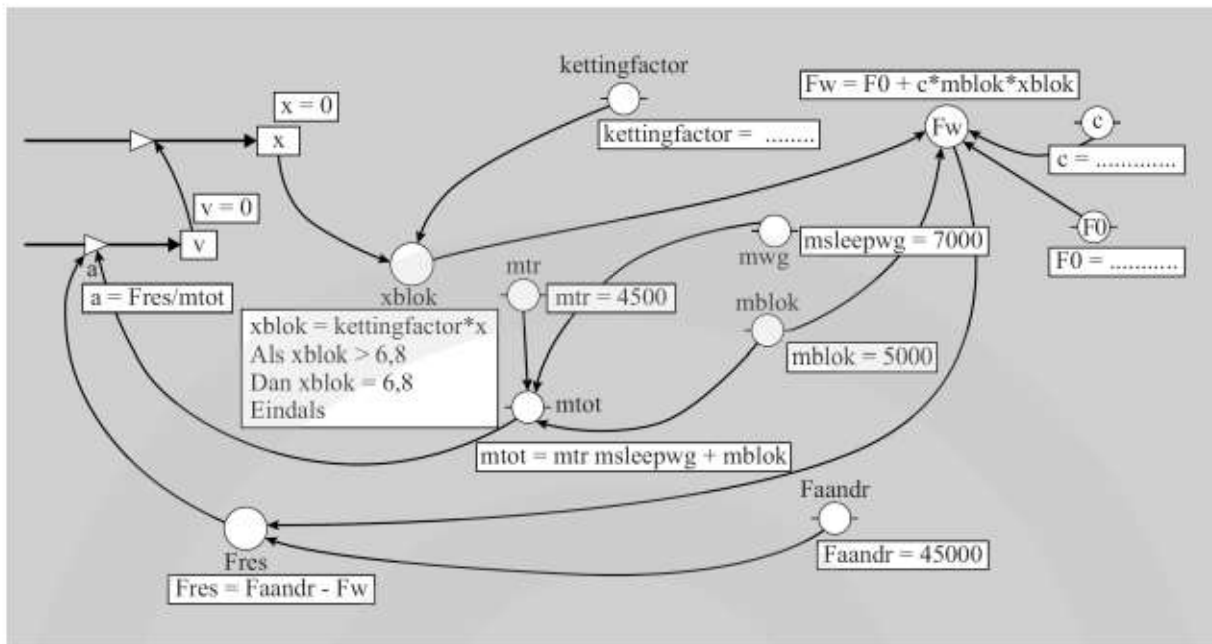 kettingfactor
kettingfactor = ........
Fw = F0 + c*mblok*xblok
Fw
c
c = .............
F0
F0 = ...........
x = 0
x
v = 0
v
a
a = Fres/mtot
xblok
xblok = kettingfactor*x
Als xblok > 6,8
Dan xblok = 6,8
Eindals
mtr
mtr = 4500
mwg
msleepwg = 7000
mblok
mblok = 5000
mtot
mtot = mtr msleepwg + mblok
Faandr
Faandr = 45000
Fres
Fres = Faandr - Fw